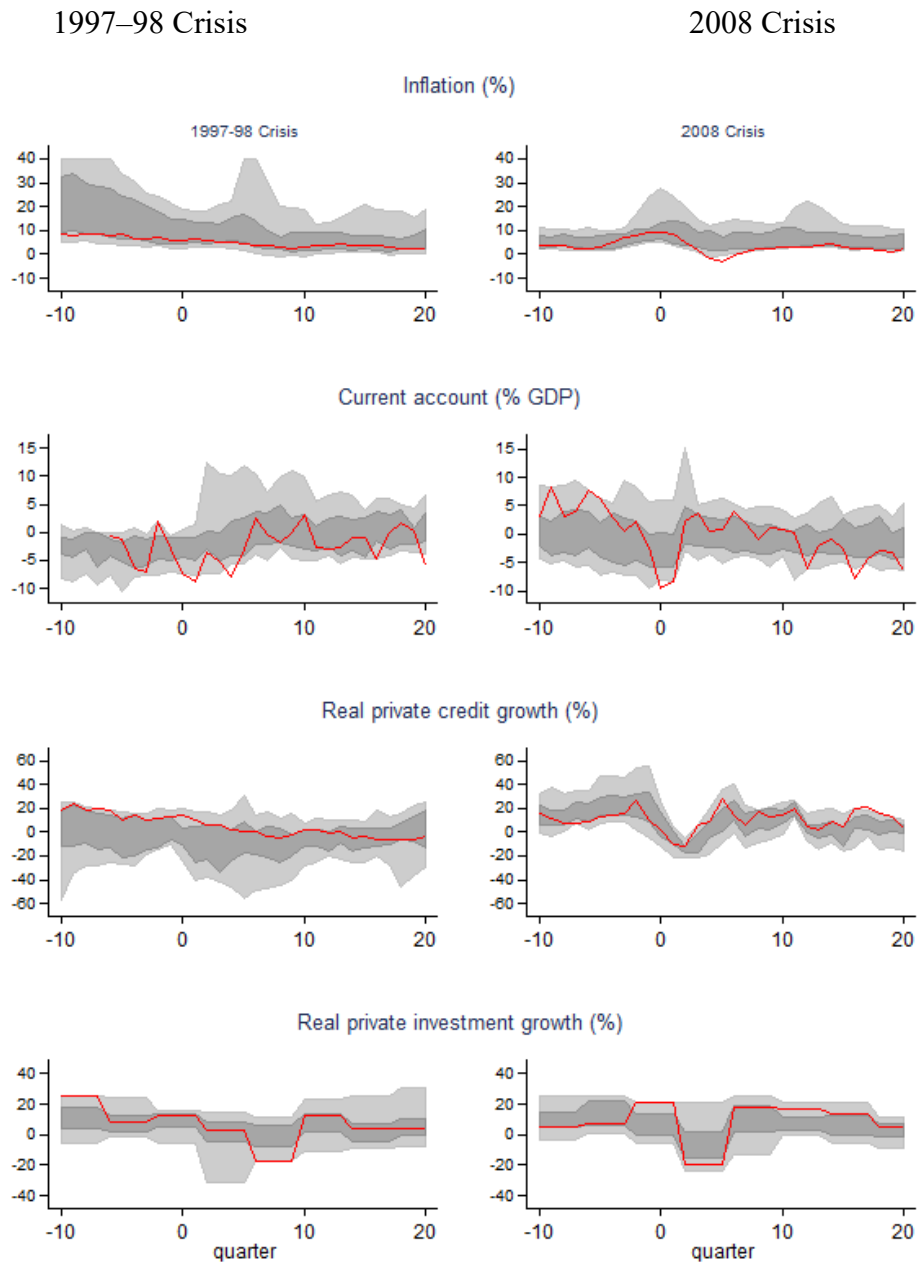 1997–98 Crisis 2008 Crisis
Inflation (%)
1997-98 Crisis 2008 Crisis
40 40
30 30
20 20
10 10
0 0
-10 -10
-10 0 10 20 -10 0 10 20
Current account (% GDP)
15 15
10 10
5 5
0 0
-5 -5
-10 -10
-10 0 10 20 -10 0 10 20
Real private credit growth (%)
60 60
40 40
20 20
0 0
-20 -20
-40 -40
-60 -60
-10 0 10 20 -10 0 10 20
Real private investment growth (%)
40 40
20 20
0 0
-20 -20
-40 -40
-10 0 10 20 -10 0 10 20
quarter quarter